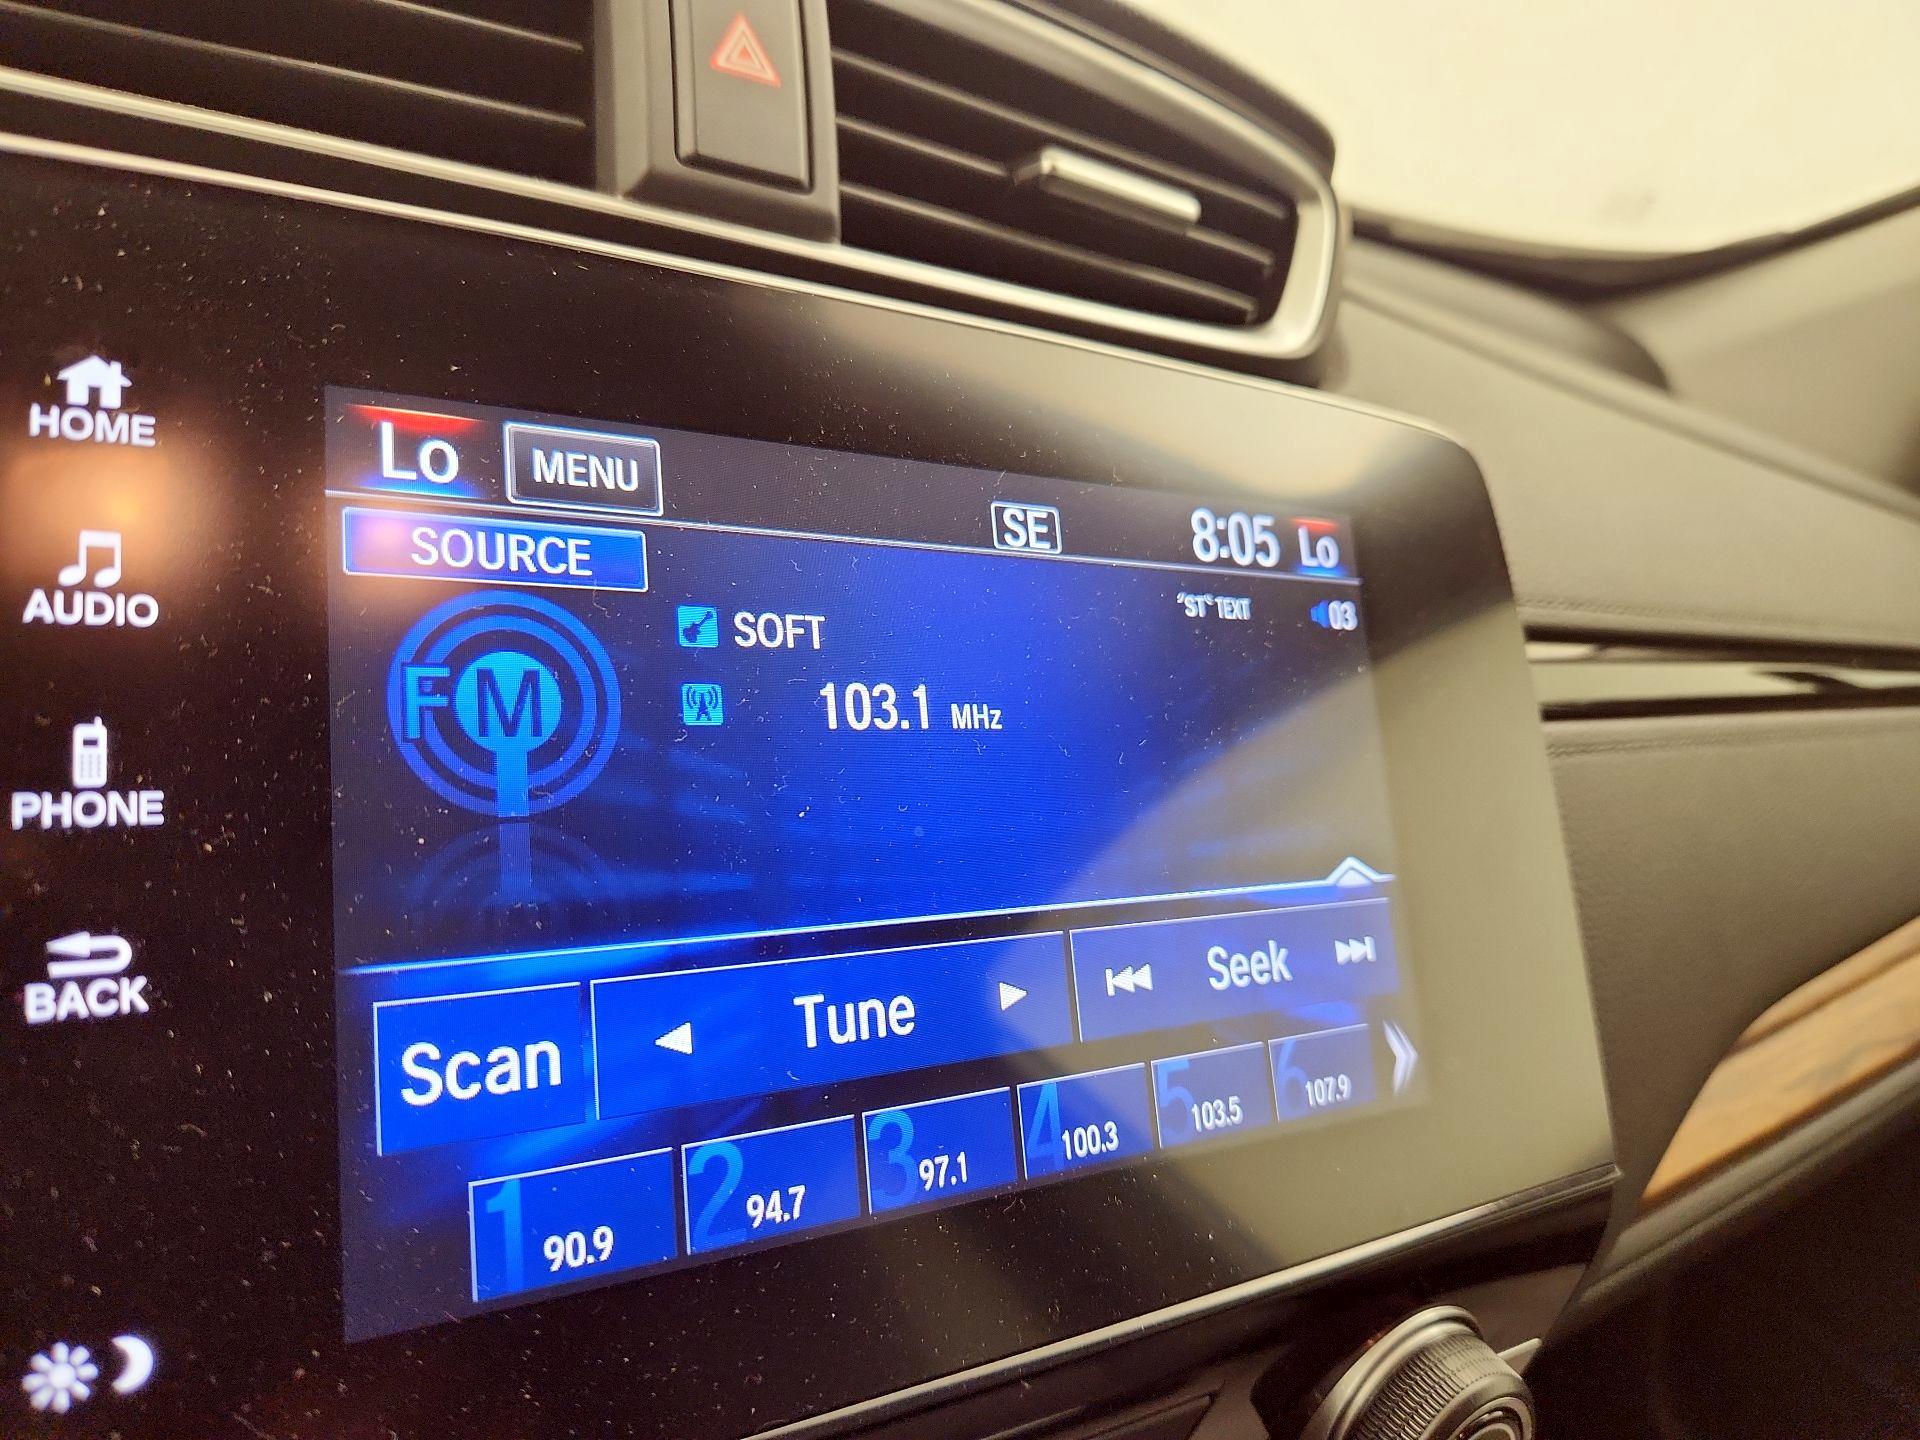 HOME
AUDIO
PHONE
BACK
Lo
MENU
SE
8:05
Lo
SOURCE
"ST" TEXT
03
FM
SOFT
103.1 MHz
Scan
Tune
Seek
1 90.9
2 94.7
3 97.1
4 100.3
5 103.5
6 107.9